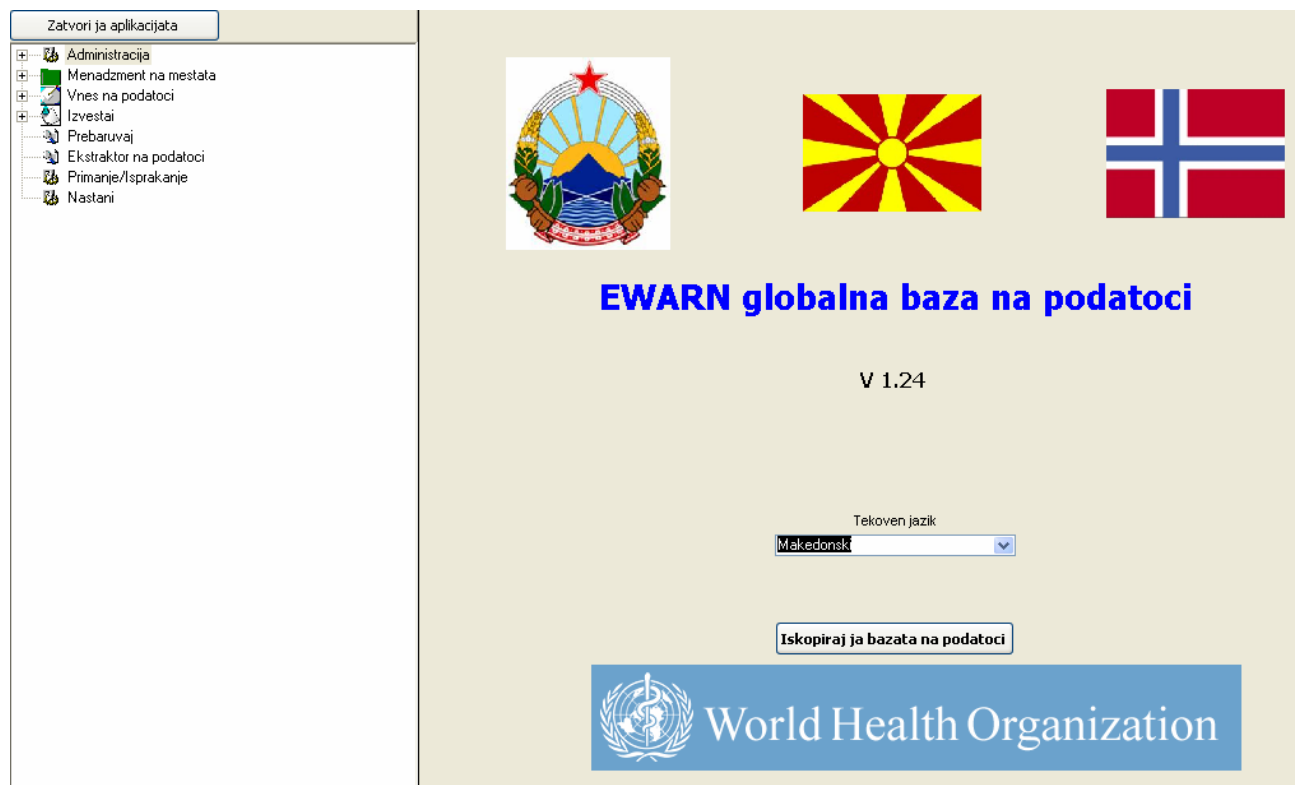 Zatvori ja aplikacijata
Administracija
Menadzment na mestata
Vnes na podatoci
Izvestai
Prebaruvaj
Ekstraktor na podatoci
Primanje/Isprakanje
Nastani
EWARN globalna baza na podatoci
V 1.24
Tekoven jazik
Makedonski
Iskopiraj ja bazata na podatoci
World Health Organization